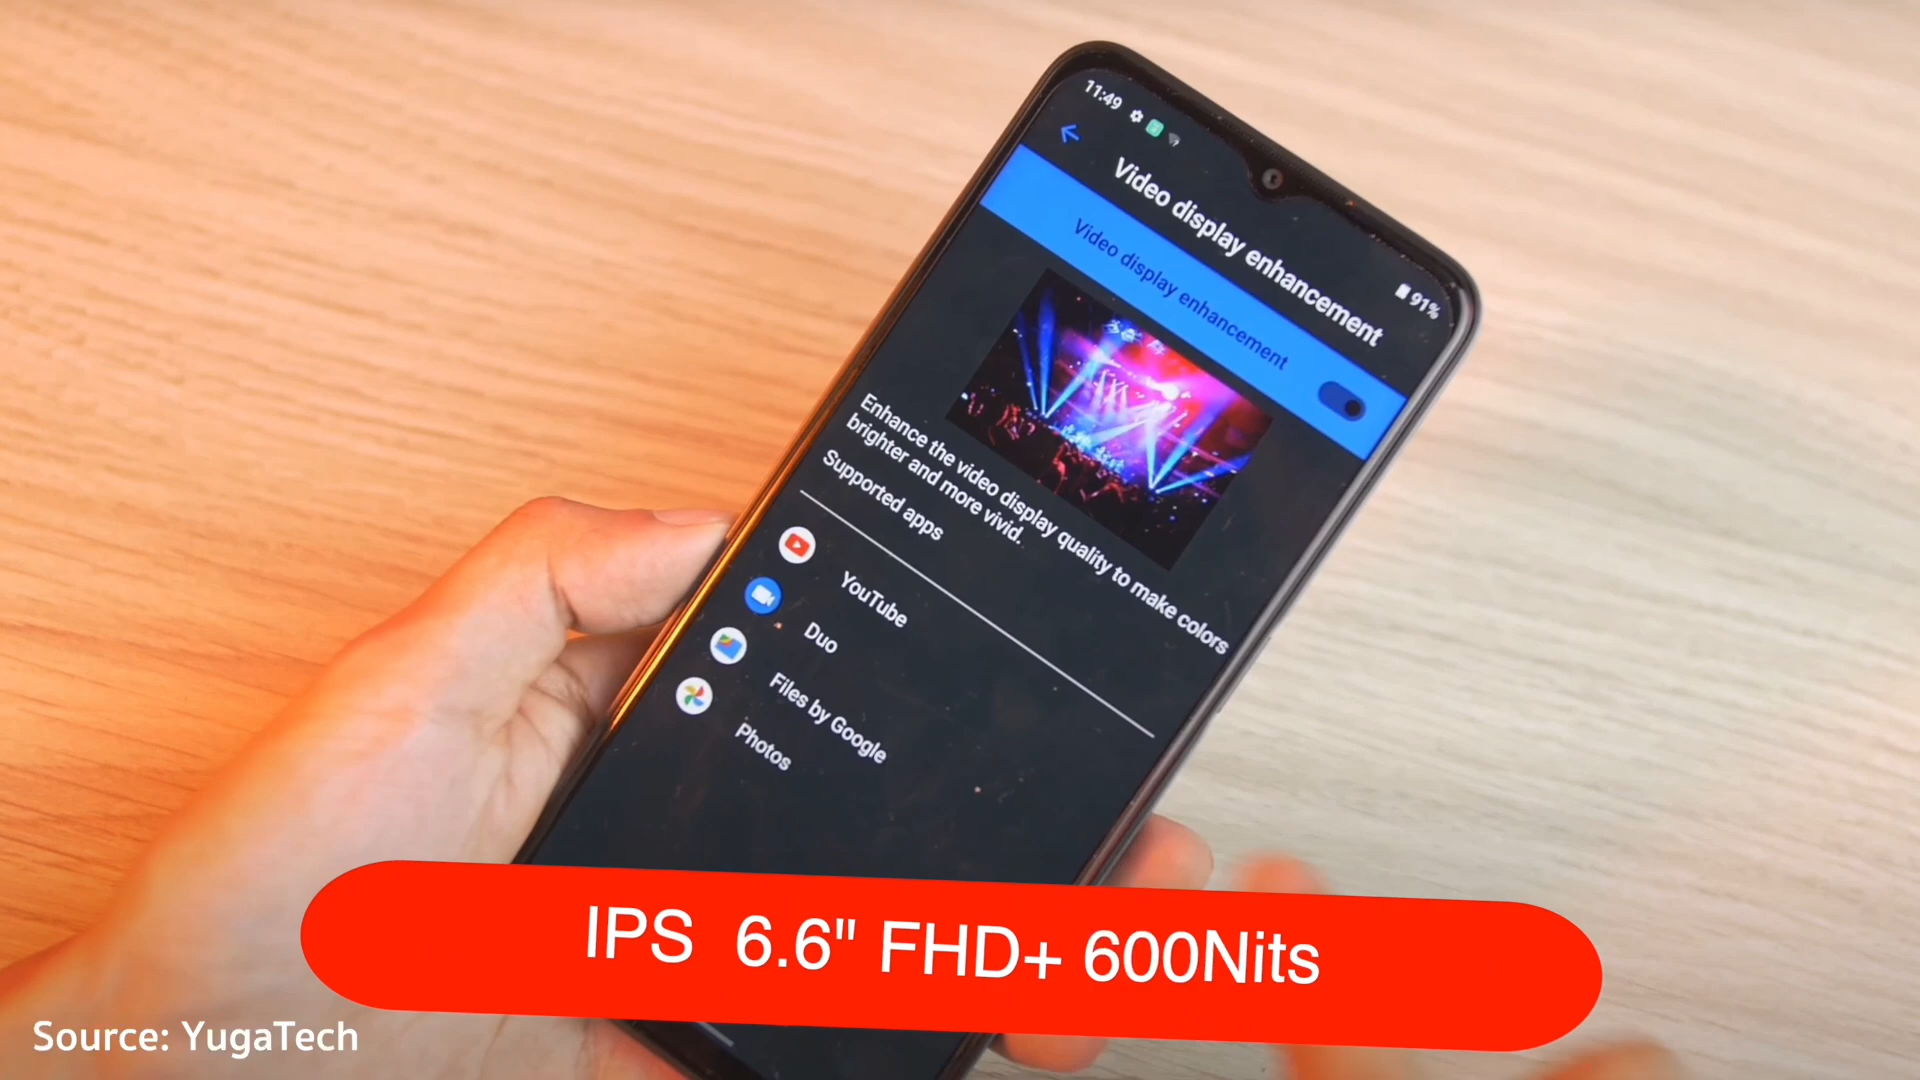 11:49
91%
Video display enhancement
Video display enhancement
Enhance the video display quality to make colors
brighter and more vivid.
Supported apps
YouTube
Duo
Files by Google
Photos
IPS 6.6" FHD+ 600Nits
Source: YugaTech